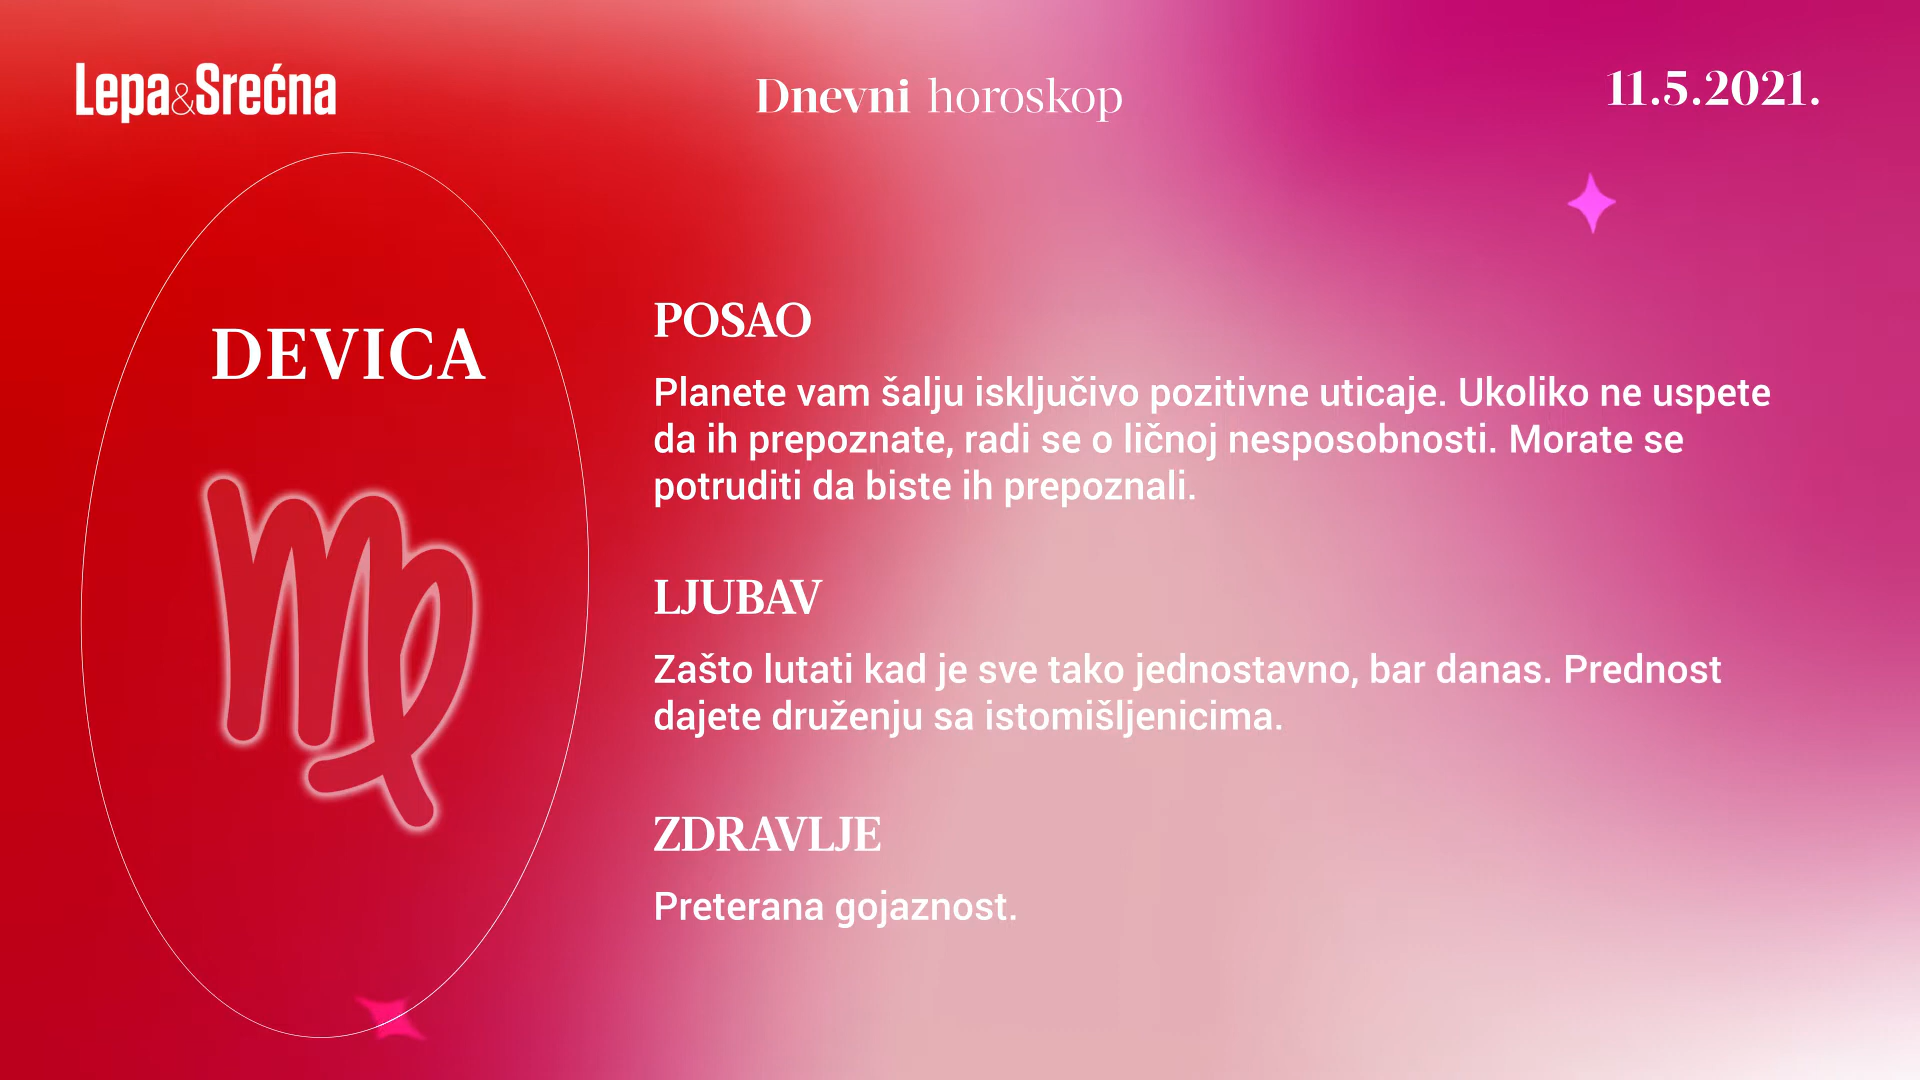 Lepa&Srećna
Dnevni horoskop
11.5.2021.
DEVICA
POSAO
Planete vam šalju isključivo pozitivne uticaje. Ukoliko ne uspete
da ih prepoznate, radi se o ličnoj nesposobnosti. Morate se
potruditi da biste ih prepoznali.
LJUBAV
Zašto lutati kad je sve tako jednostavno, bar danas. Prednost
dajete druženju sa istomišljenicima.
ZDRAVLJE
Preterana gojaznost.